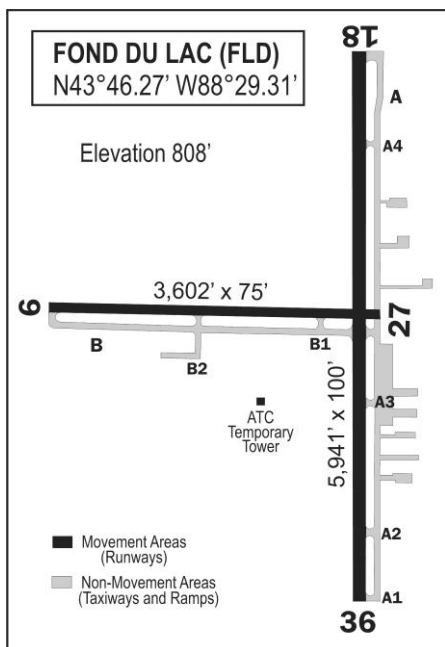 FOND DU LAC (FLD)
N43°46.27' W88°29.31'
18
A
Elevation 808'
A4
3,602' x 75'
9
27
B
B1
B2
A3
ATC
Temporary
Tower
5,941' x 100'
Movement Areas
(Runways)
A2
Non-Movement Areas
(Taxiways and Ramps)
A1
36